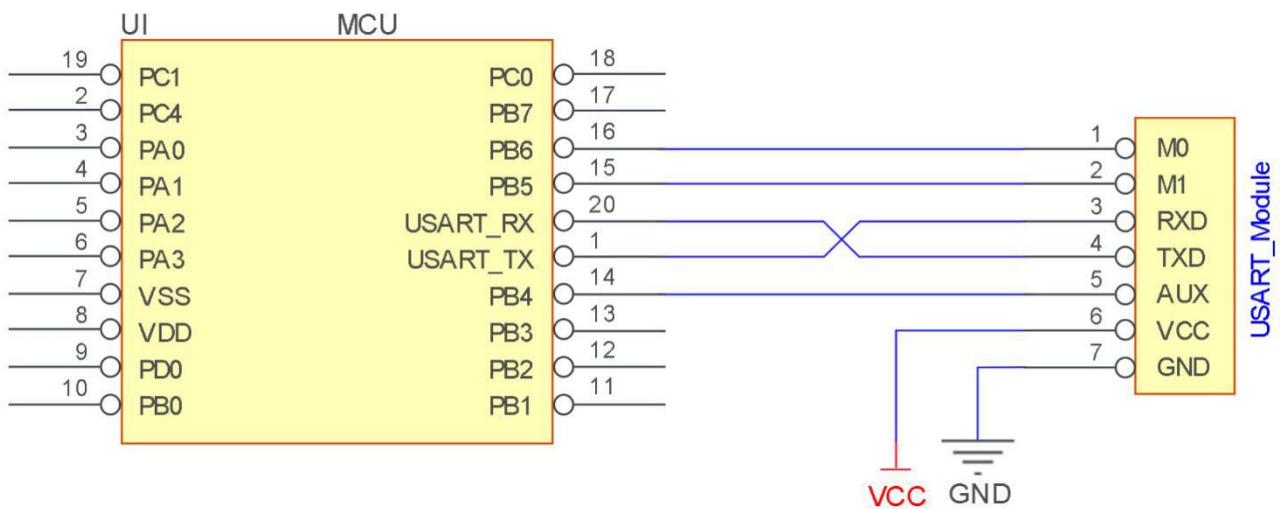 UI MCU
19 PC1 PC0 18
2 PC4 PB7 17
3 PA0 PB6 16 1 M0
4 PA1 PB5 15 2 M1
5 PA2 USART_RX 20 3 RXD
6 PA3 USART_TX 1 4 TXD
7 VSS PB4 14 5 AUX
8 VDD PB3 13 6 VCC
9 PD0 PB2 12 7 GND
10 PB0 PB1 11
USART_Module
VCC GND